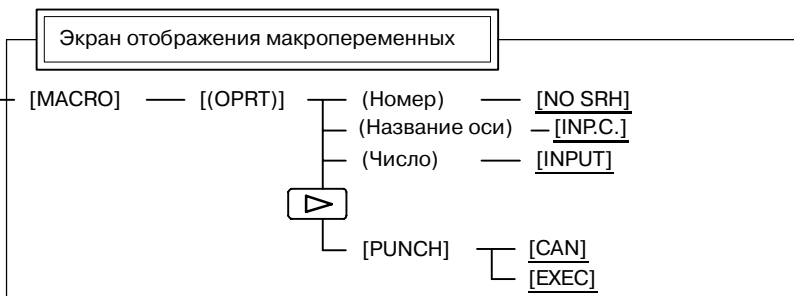 Экран отображения макропеременных
[MACRO] [(OPRT)] (Номер) [NO SRH]
(Название оси) [INP.C.]
(Число) [INPUT]
[PUNCH] [CAN]
[EXEC]